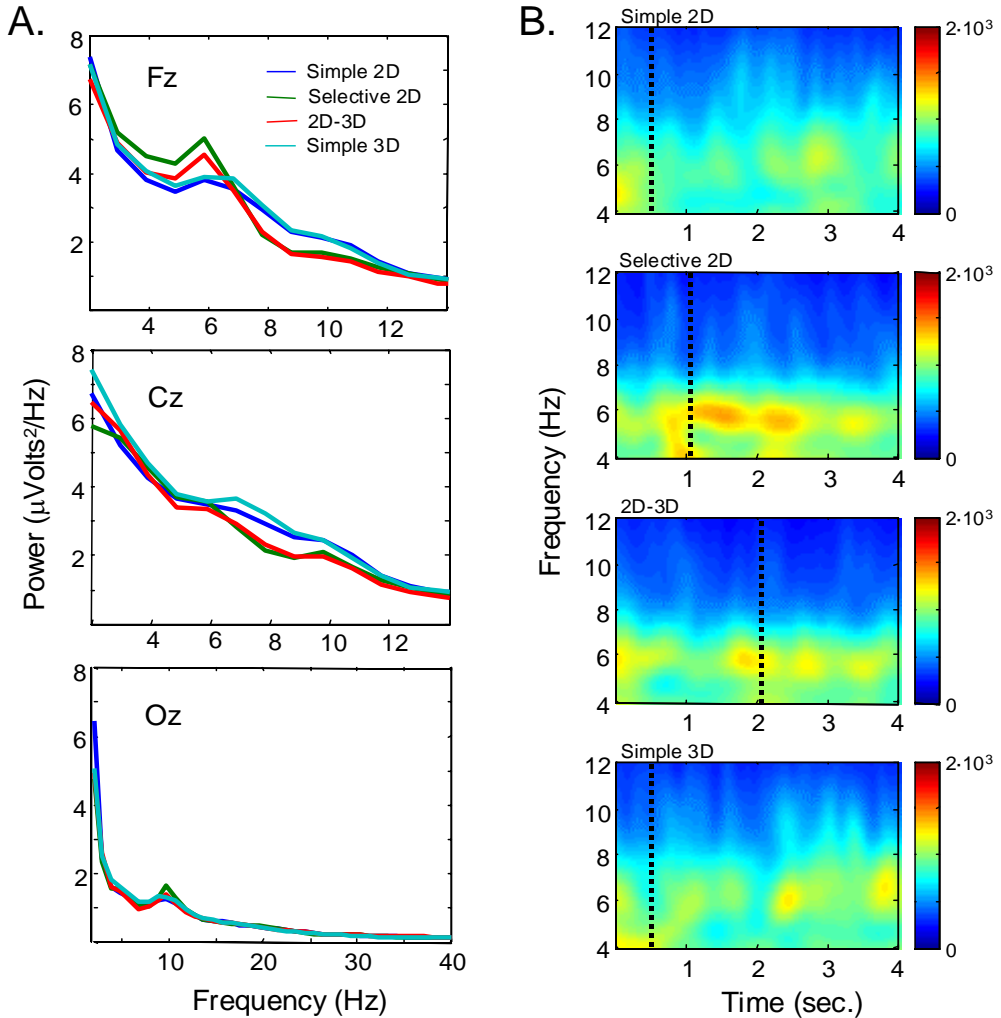 A.
8
6
4
2
Fz
Simple 2D
Selective 2D
2D-3D
Simple 3D
4 6 8 10 12
8
6
4
2
Cz
4 6 8 10 12
8
6
4
2
Oz
10 20 30 40
Power (µVolts²/Hz)
Frequency (Hz)
B.
Simple 2D
12
10
8
6
4
1 2 3 4
2·10³
0
Selective 2D
12
10
8
6
4
1 2 3 4
2·10³
0
2D-3D
12
10
8
6
4
1 2 3 4
2·10³
0
Simple 3D
12
10
8
6
4
1 2 3 4
2·10³
0
Frequency (Hz)
Time (sec.)